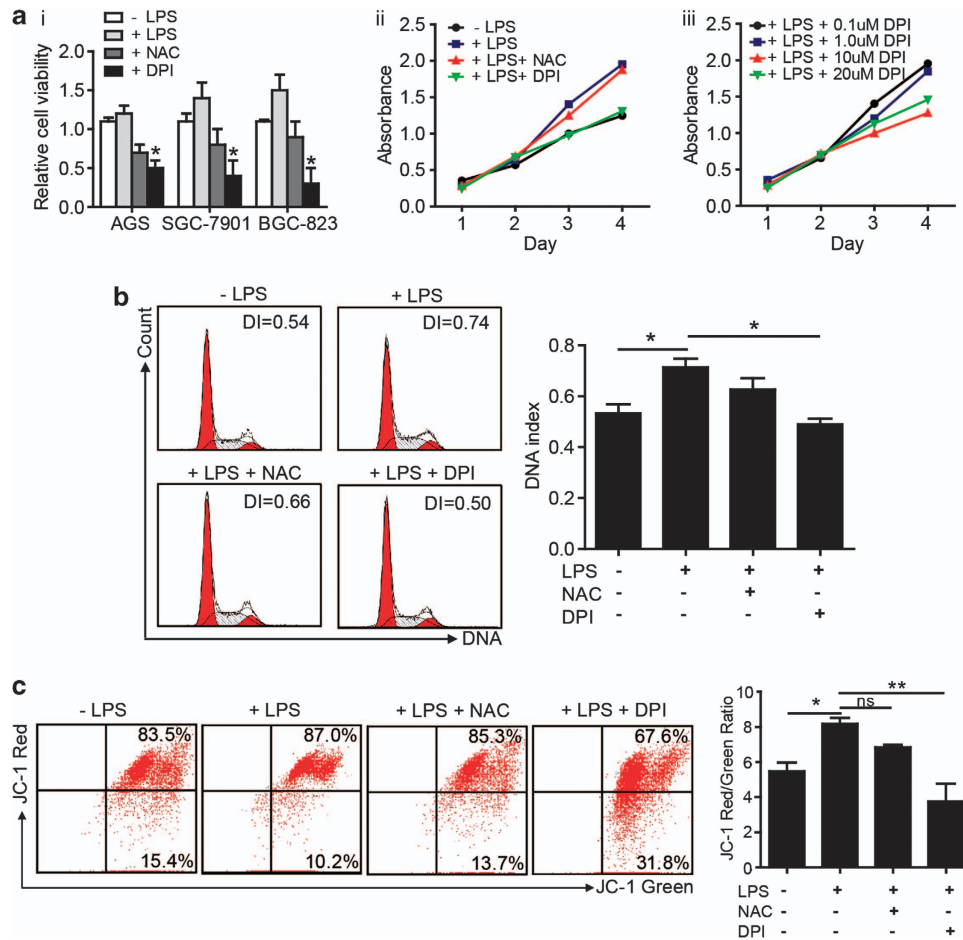 a
i
- LPS
+ LPS
+ NAC
+ DPI
Relative cell viability
2.0
1.5
1.0
0.5
0.0
* * *
AGS SGC-7901 BGC-823
ii
- LPS
+ LPS
+ LPS+ NAC
+ LPS+ DPI
Absorbance
2.5
2.0
1.5
1.0
0.5
0.0
1 2 3 4
Day
iii
+ LPS + 0.1uM DPI
+ LPS + 1.0uM DPI
+ LPS + 10uM DPI
+ LPS + 20uM DPI
Absorbance
2.5
2.0
1.5
1.0
0.5
0.0
1 2 3 4
Day
b
Count
- LPS
DI=0.54
+ LPS
DI=0.74
+ LPS + NAC
DI=0.66
+ LPS + DPI
DI=0.50
DNA
DNA index
0.8
0.6
0.4
0.2
0.0
* *
LPS - + + +
NAC - - + -
DPI - - - +
c
JC-1 Red
- LPS
83.5%
15.4%
+ LPS
87.0%
10.2%
+ LPS + NAC
85.3%
13.7%
+ LPS + DPI
67.6%
31.8%
JC-1 Green
JC-1 Red/Green Ratio
10
8
6
4
2
0
**
* ns
LPS - + + +
NAC - - + -
DPI - - - +